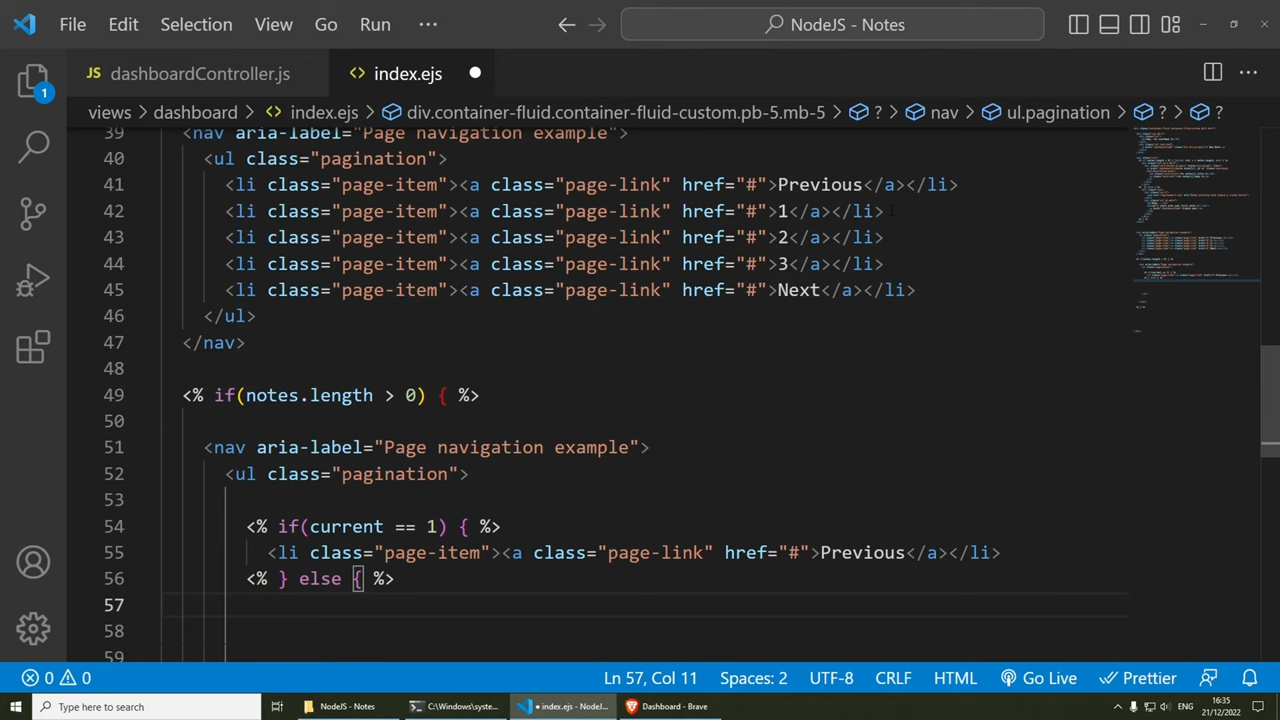 File Edit Selection View Go Run ··· NodeJS - Notes
JS dashboardController.js <> index.ejs
views > dashboard > <> index.ejs > div.container-fluid.container-fluid-custom.pb-5.mb-5 > ? > nav > ul.pagination > ? > ?
1
39 <nav aria-label="Page navigation example">
40 <ul class="pagination">
41 <li class="page-item"><a class="page-link" href="#">Previous</a></li>
42 <li class="page-item"><a class="page-link" href="#">1</a></li>
43 <li class="page-item"><a class="page-link" href="#">2</a></li>
44 <li class="page-item"><a class="page-link" href="#">3</a></li>
45 <li class="page-item"><a class="page-link" href="#">Next</a></li>
46 </ul>
47 </nav>
48
49 <% if(notes.length > 0) { %>
50
51 <nav aria-label="Page navigation example">
52 <ul class="pagination">
53
54 <% if(current == 1) { %>
55 <li class="page-item"><a class="page-link" href="#">Previous</a></li>
56 <% } else { %>
57
58
59
0 0 Ln 57, Col 11 Spaces: 2 UTF-8 CRLF HTML Go Live Prettier
Type here to search NodeJS - Notes C:\Windows\syste... • index.ejs - NodeJ... Dashboard - Brave 16:35
21/12/2022